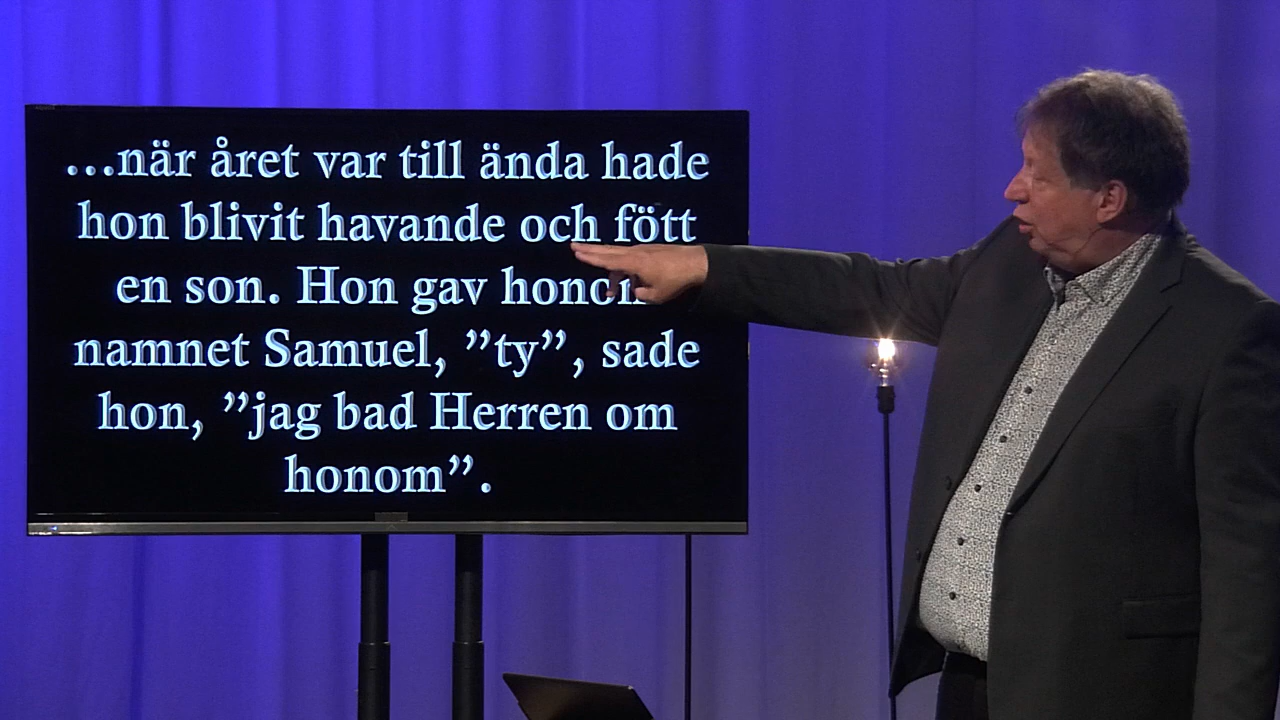 ...när året var till ända hade
hon blivit havande och fött
en son. Hon gav honom
namnet Samuel, ”ty”, sade
hon, ”jag bad Herren om
honom”.